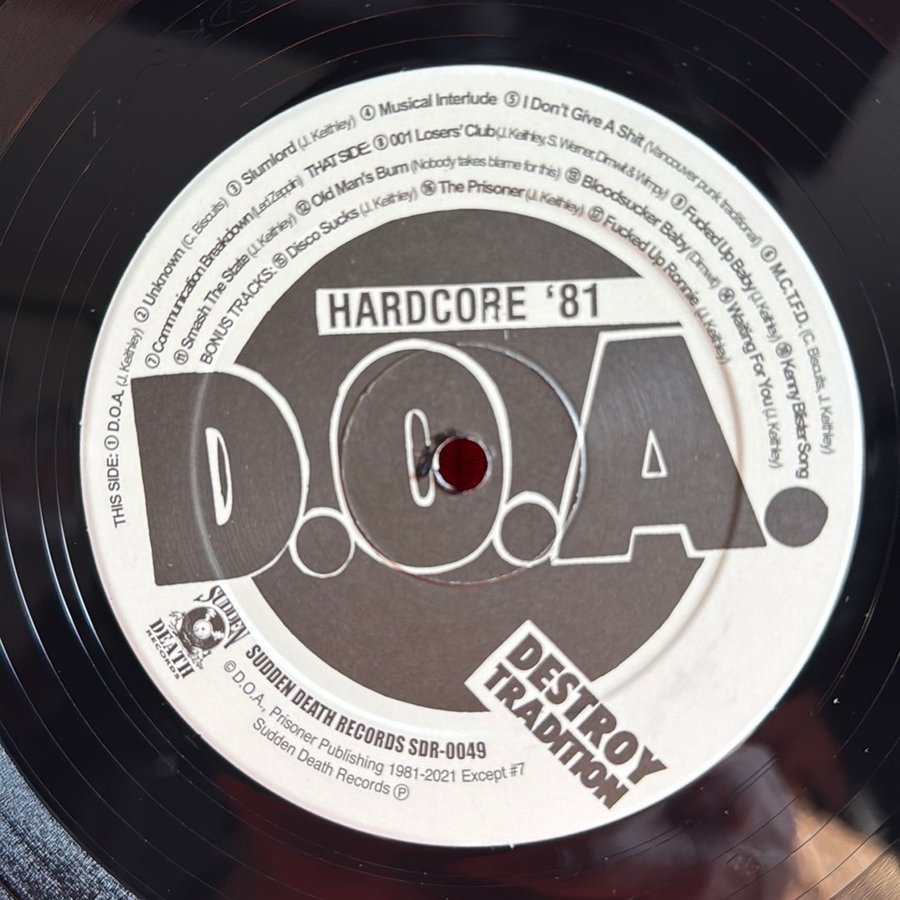 THIS SIDE: ① D.O.A. (J. Keithley) ② Unknown (C. Biscuits) ③ Slumlord (J. Keithley) ④ Musical Interlude ⑤ I Don't Give A Shit (Vancouver punk traditional) ⑥ M.C.T.F.D. (C. Biscuits, J. Keithley)
⑦ Communication Breakdown (Led Zeppelin) THAT SIDE: ⑧ 001 Losers' Club (J. Keithley, S. Werner, Dimwit & Wimpy) ⑨ Fucked Up Baby (J. Keithley) ⑩ Kenny Blister Song
⑪ Smash The State (J. Keithley) ⑫ Old Man's Bum (Nobody takes blame for this) ⑬ Bloodsucker Baby (Dimwit) ⑭ Waiting For You (J. Keithley)
BONUS TRACKS: ⑮ Disco Sucks (J. Keithley) ⑯ The Prisoner (J. Keithley) ⑰ Fucked Up Ronnie (J. Keithley)
HARDCORE '81
D.O.A.
SUDDEN
DEATH
RECORDS
SUDDEN DEATH RECORDS SDR-0049
© D.O.A., Prisoner Publishing 1981-2021 Except #7
Sudden Death Records Ⓟ
DESTROY
TRADITION